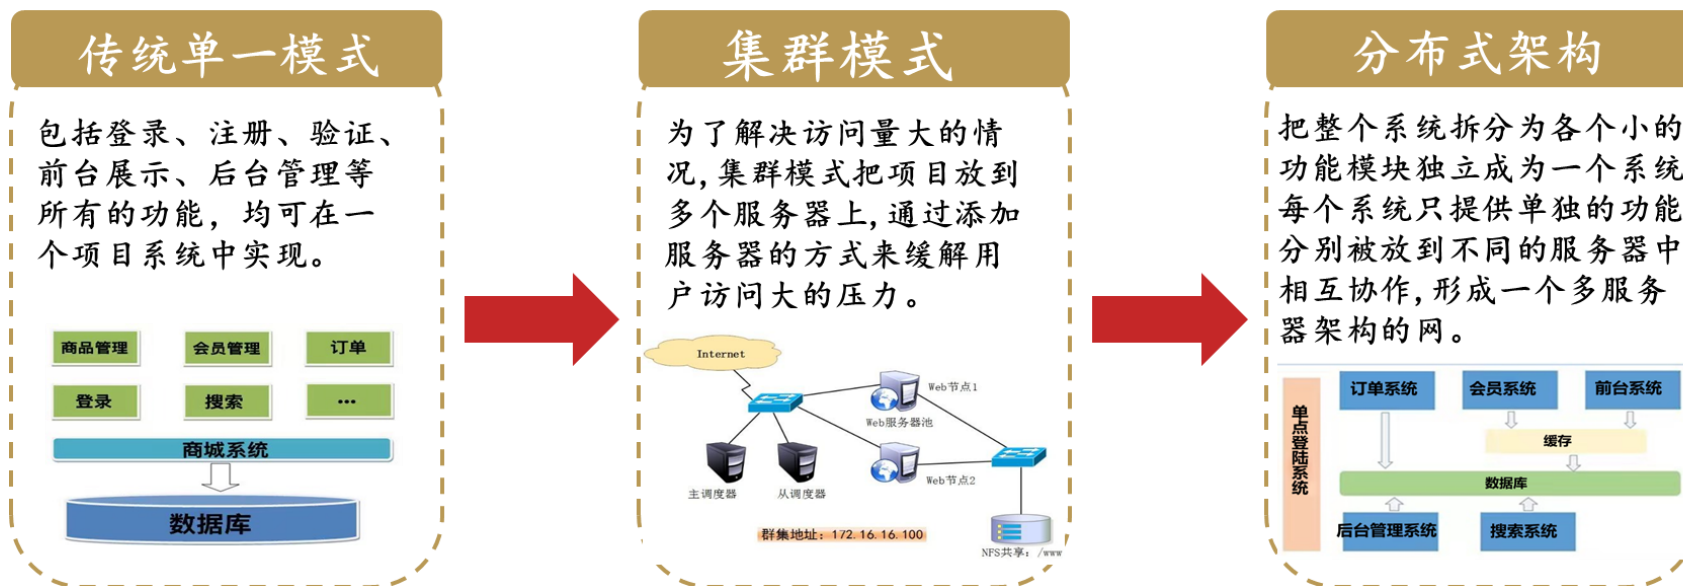 传统单一模式
包括登录、注册、验证、
前台展示、后台管理等
所有的功能，均可在一
个项目系统中实现。
商品管理
会员管理
订单
登录
搜索
...
商城系统
数据库
集群模式
为了解决访问量大的情
况,集群模式把项目放到
多个服务器上,通过添加
服务器的方式来缓解用
户访问大的压力。
Internet
Web节点1
Web服务器池
主调度器
从调度器
Web节点2
群集地址：172.16.16.100
NFS共享：/www
分布式架构
把整个系统拆分为各个小的
功能模块独立成为一个系统
每个系统只提供单独的功能
分别被放到不同的服务器中
相互协作,形成一个多服务
器架构的网。
单点登陆系统
订单系统
会员系统
前台系统
缓存
数据库
后台管理系统
搜索系统